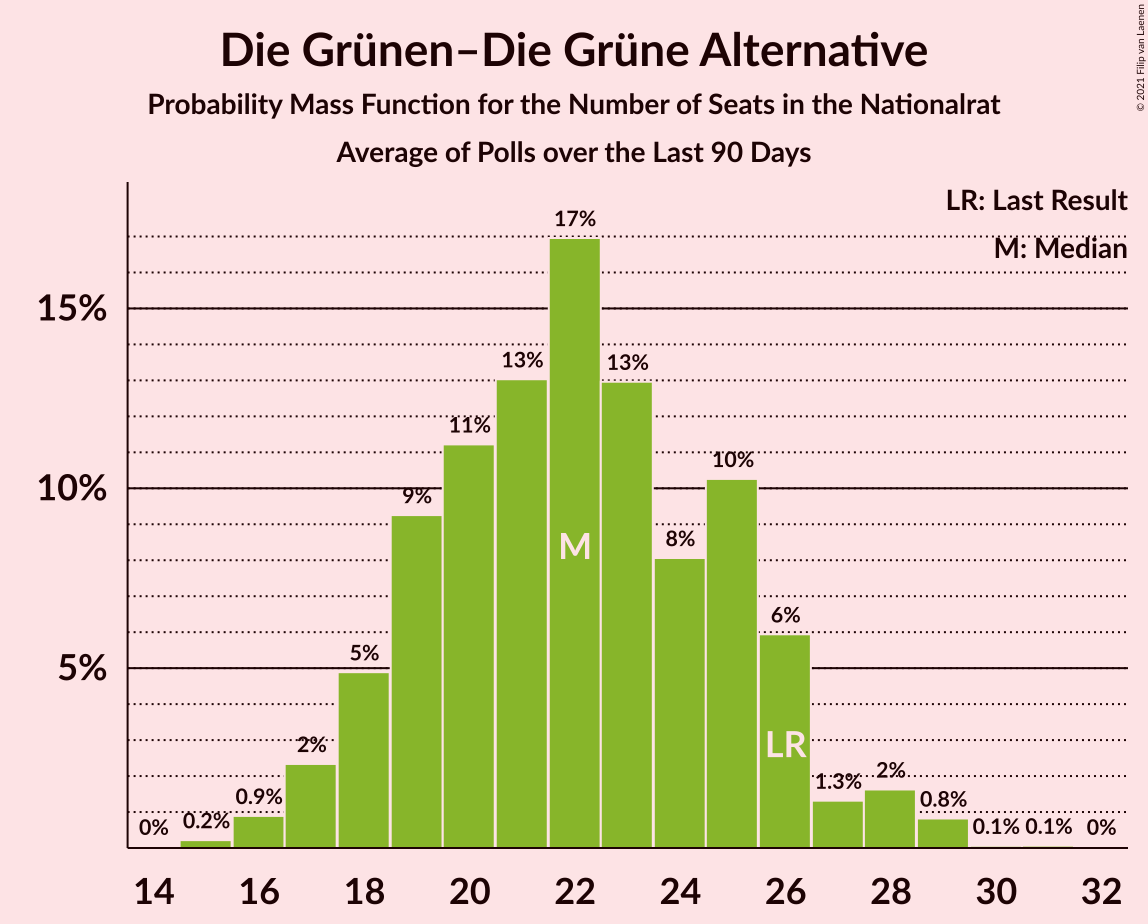 Die Grünen–Die Grüne Alternative
Probability Mass Function for the Number of Seats in the Nationalrat
Average of Polls over the Last 90 Days
© 2021 Filip van Laenen
LR: Last Result
M: Median
17%
15%
13%
13%
11%
10%
10%
9%
8%
M
6%
5%
5%
LR
2%
2%
1.3%
0.9%
0.8%
0%
0.2%
0.1%
0.1%
0%
14 16 18 20 22 24 26 28 30 32